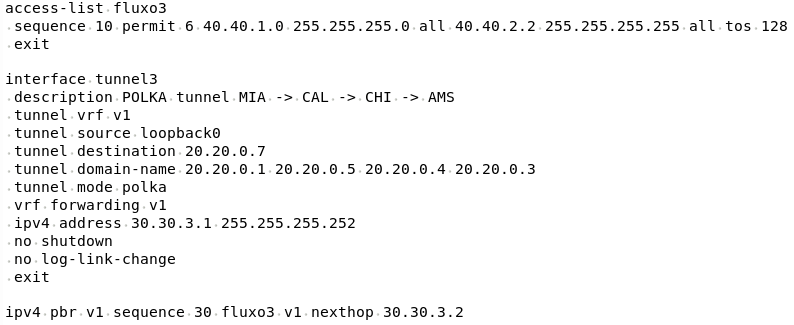 access-list fluxo3
 sequence 10 permit 6 40.40.1.0 255.255.255.0 all 40.40.2.2 255.255.255.255 all tos 128
 exit

interface tunnel3
 description POLKA tunnel MIA -> CAL -> CHI -> AMS
 tunnel vrf v1
 tunnel source loopback0
 tunnel destination 20.20.0.7
 tunnel domain-name 20.20.0.1 20.20.0.5 20.20.0.4 20.20.0.3
 tunnel mode polka
 vrf forwarding v1
 ipv4 address 30.30.3.1 255.255.255.252
 no shutdown
 no log-link-change
 exit

ipv4 pbr v1 sequence 30 fluxo3 v1 nexthop 30.30.3.2